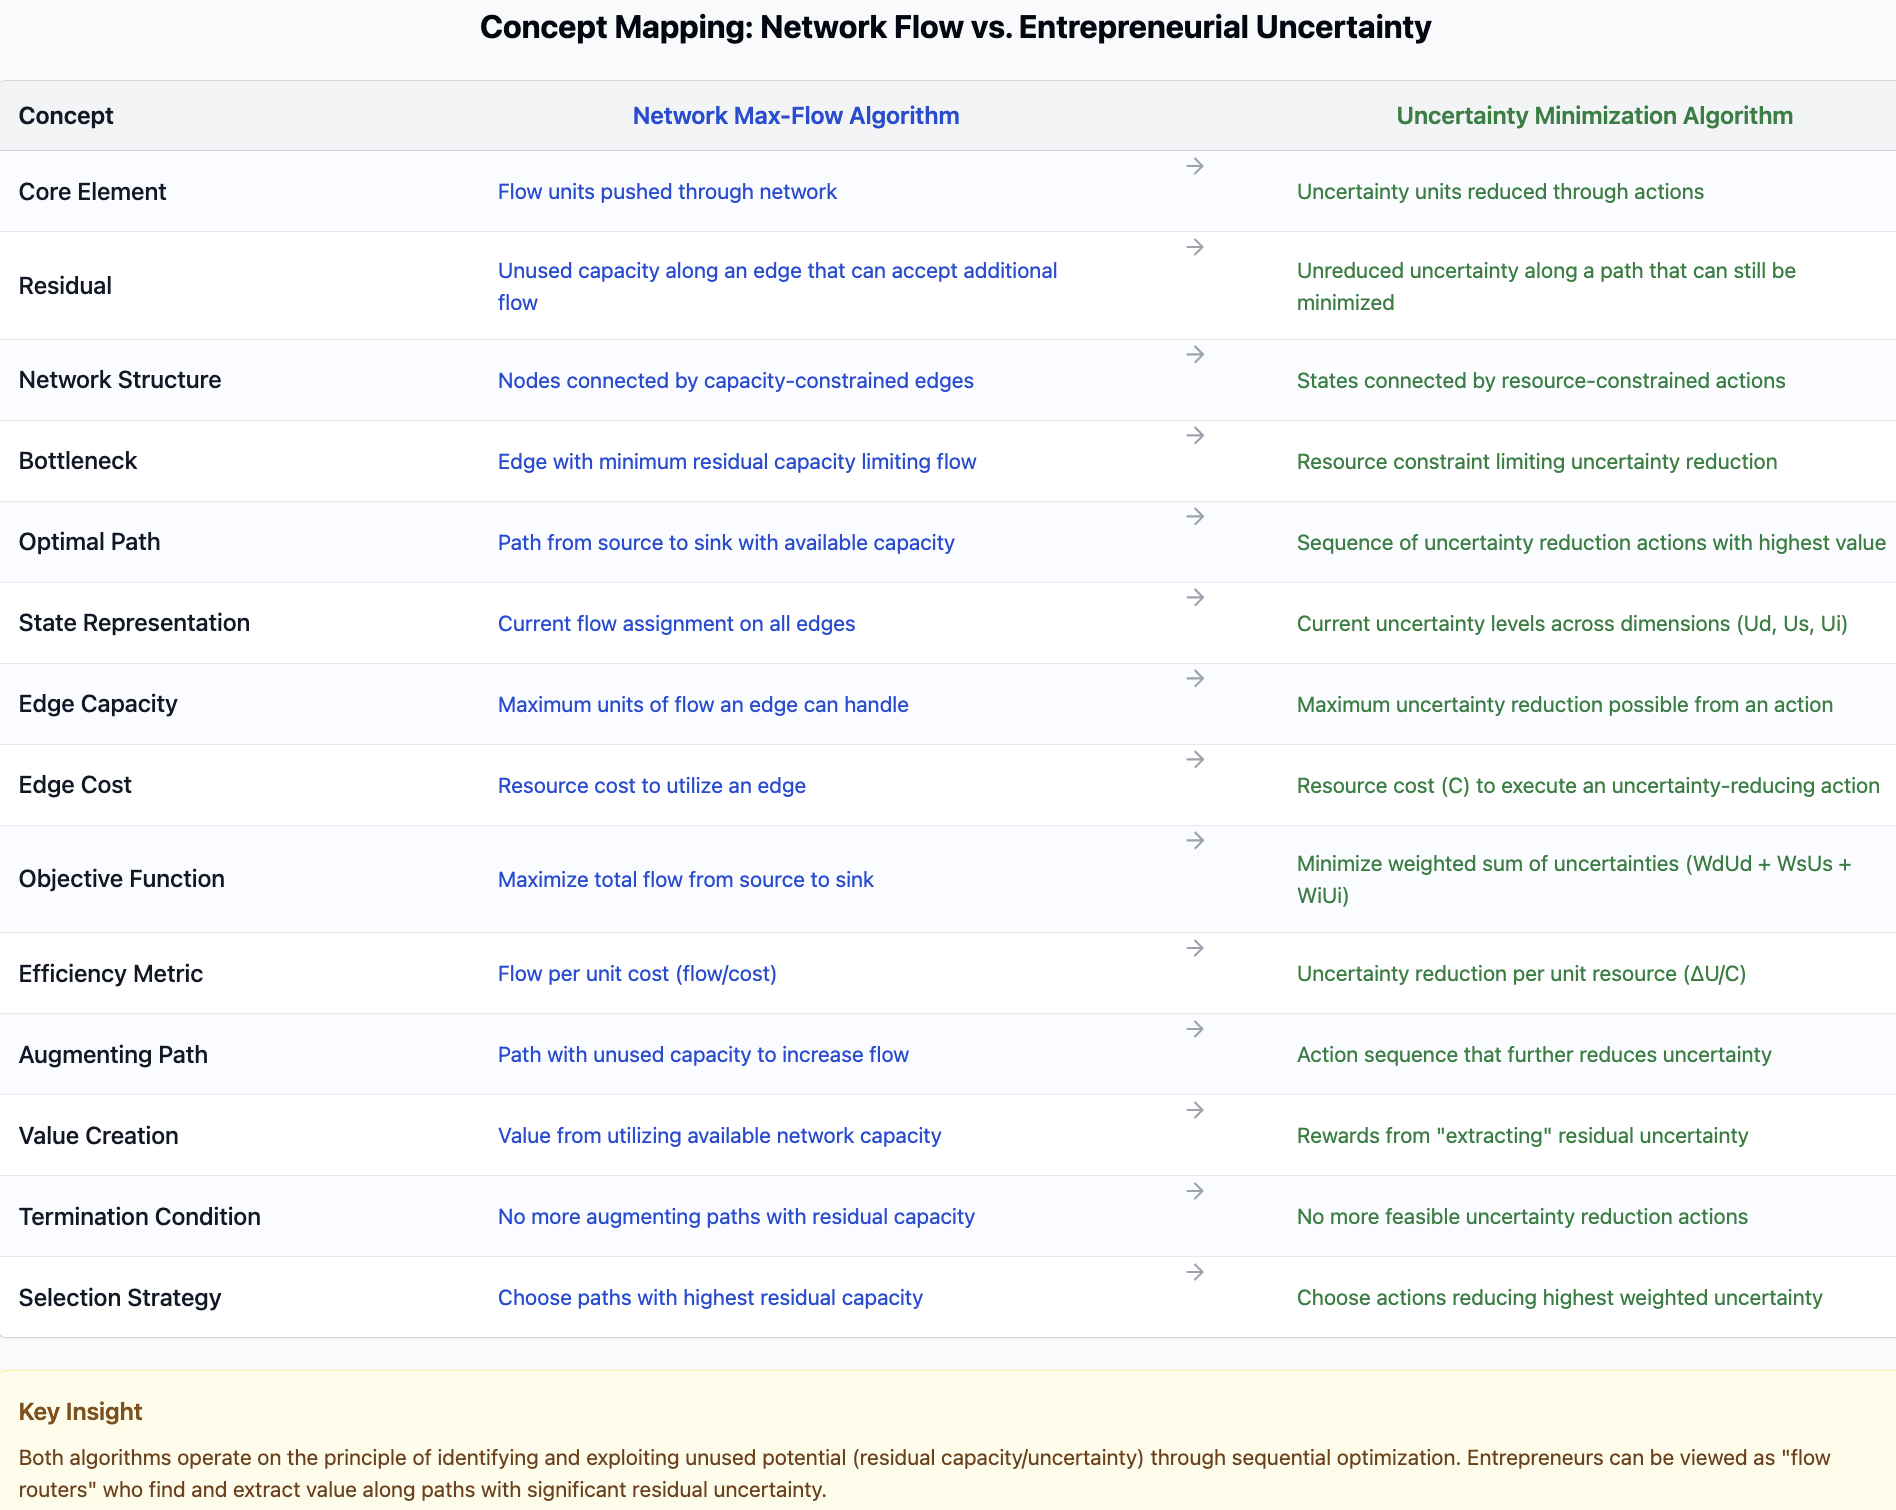 Concept Mapping: Network Flow vs. Entrepreneurial Uncertainty
Concept Network Max-Flow Algorithm Uncertainty Minimization Algorithm
Core Element Flow units pushed through network → Uncertainty units reduced through actions
Residual Unused capacity along an edge that can accept additional → Unreduced uncertainty along a path that can still be
flow minimized
Network Structure Nodes connected by capacity-constrained edges → States connected by resource-constrained actions
Bottleneck Edge with minimum residual capacity limiting flow → Resource constraint limiting uncertainty reduction
Optimal Path Path from source to sink with available capacity → Sequence of uncertainty reduction actions with highest value
State Representation Current flow assignment on all edges → Current uncertainty levels across dimensions (Ud, Us, Ui)
Edge Capacity Maximum units of flow an edge can handle → Maximum uncertainty reduction possible from an action
Edge Cost Resource cost to utilize an edge → Resource cost (C) to execute an uncertainty-reducing action
Objective Function Maximize total flow from source to sink → Minimize weighted sum of uncertainties (WdUd + WsUs +
WiUi)
Efficiency Metric Flow per unit cost (flow/cost) → Uncertainty reduction per unit resource (ΔU/C)
Augmenting Path Path with unused capacity to increase flow → Action sequence that further reduces uncertainty
Value Creation Value from utilizing available network capacity → Rewards from "extracting" residual uncertainty
Termination Condition No more augmenting paths with residual capacity → No more feasible uncertainty reduction actions
Selection Strategy Choose paths with highest residual capacity → Choose actions reducing highest weighted uncertainty
Key Insight
Both algorithms operate on the principle of identifying and exploiting unused potential (residual capacity/uncertainty) through sequential optimization. Entrepreneurs can be viewed as "flow
routers" who find and extract value along paths with significant residual uncertainty.